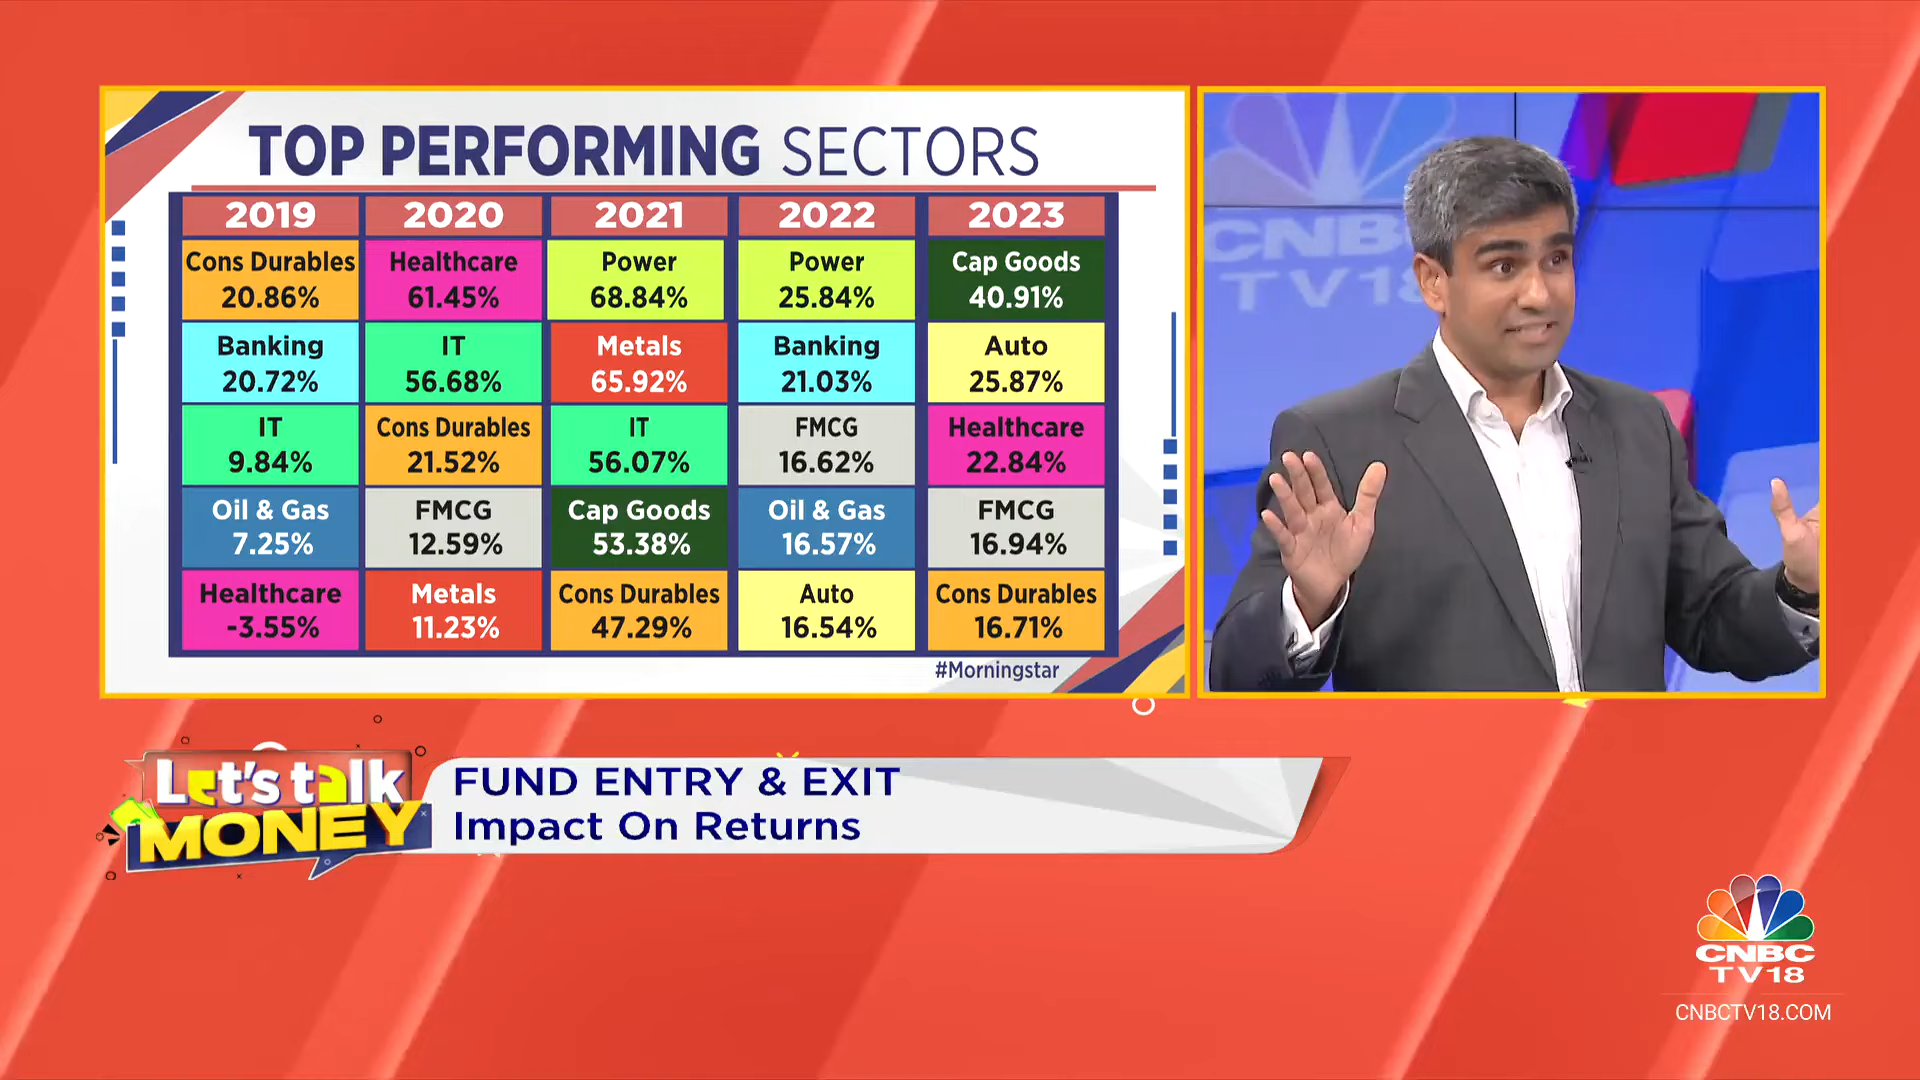 TOP PERFORMING SECTORS
2019 2020 2021 2022 2023
Cons Durables Healthcare Power Power Cap Goods
20.86% 61.45% 68.84% 25.84% 40.91%
Banking IT Metals Banking Auto
20.72% 56.68% 65.92% 21.03% 25.87%
IT Cons Durables IT FMCG Healthcare
9.84% 21.52% 56.07% 16.62% 22.84%
Oil & Gas FMCG Cap Goods Oil & Gas FMCG
7.25% 12.59% 53.38% 16.57% 16.94%
Healthcare Metals Cons Durables Auto Cons Durables
-3.55% 11.23% 47.29% 16.54% 16.71%
#Morningstar
CNBC
TV18
Let's talk
MONEY
FUND ENTRY & EXIT
Impact On Returns
CNBC
TV18
CNBCTV18.COM